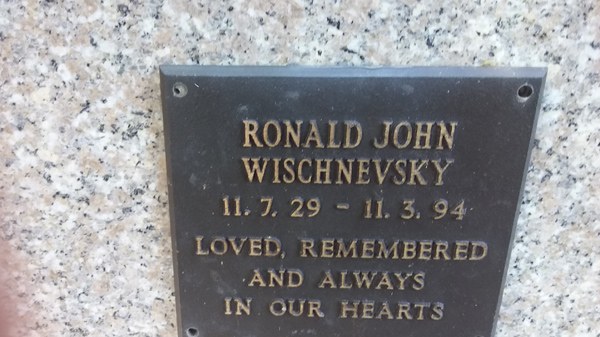 RONALD JOHN
WISCHNEVSKY
11. 7. 29 - 11. 3. 94
LOVED, REMEMBERED
AND ALWAYS
IN OUR HEARTS